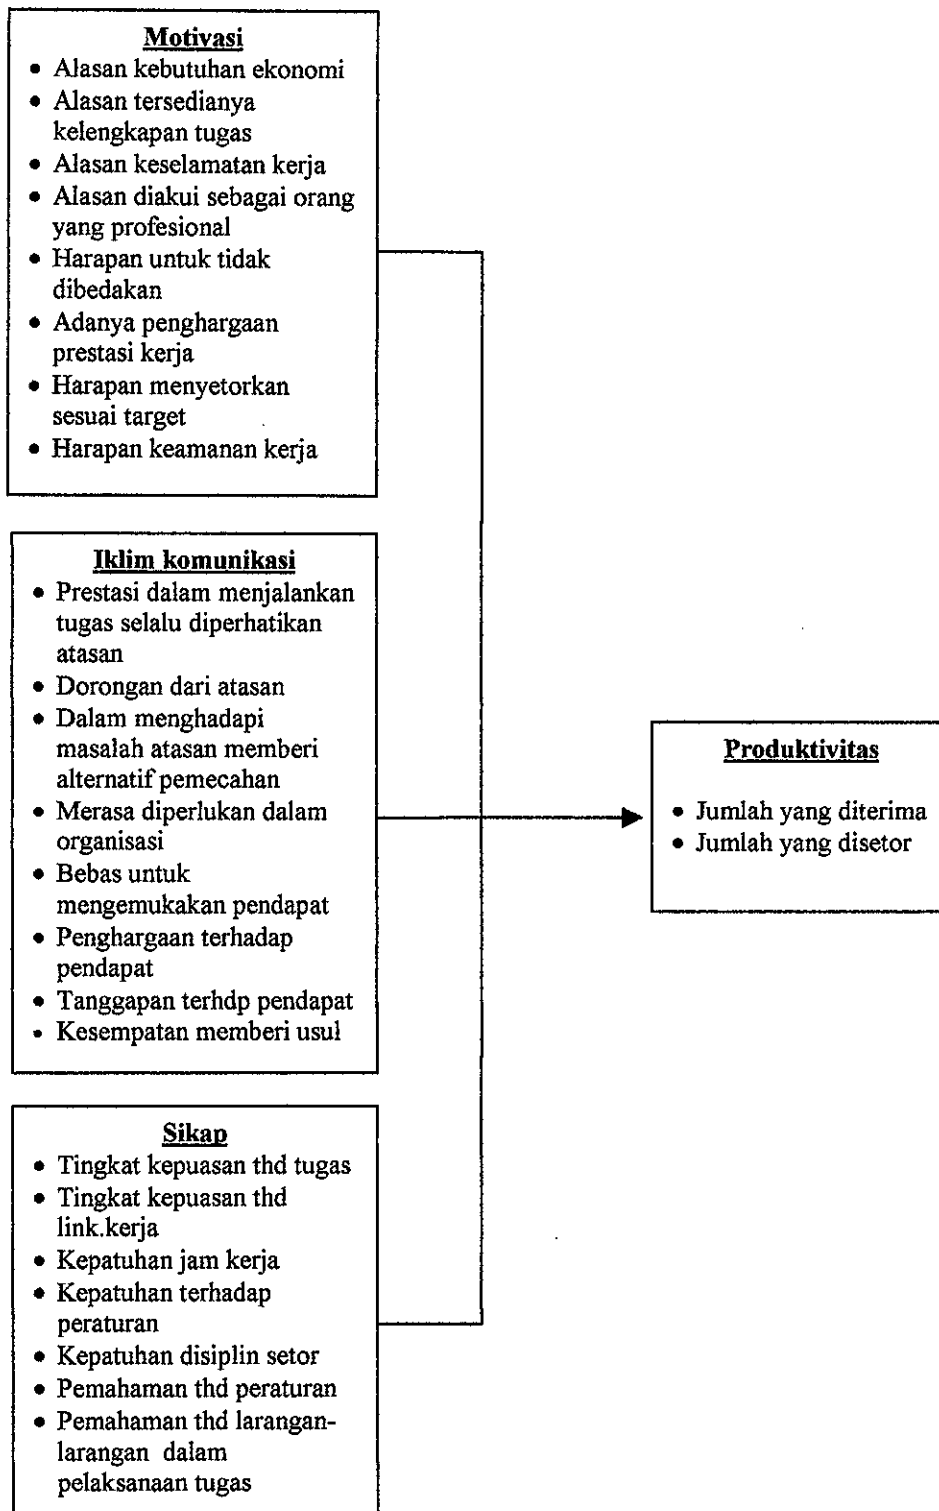 Motivasi
• Alasan kebutuhan ekonomi
• Alasan tersedianya
kelengkapan tugas
• Alasan keselamatan kerja
• Alasan diakui sebagai orang
yang profesional
• Harapan untuk tidak
dibedakan
• Adanya penghargaan
prestasi kerja
• Harapan menyetorkan
sesuai target
• Harapan keamanan kerja
Iklim komunikasi
• Prestasi dalam menjalankan
tugas selalu diperhatikan
atasan
• Dorongan dari atasan
• Dalam menghadapi
masalah atasan memberi
alternatif pemecahan
• Merasa diperlukan dalam
organisasi
• Bebas untuk
mengemukakan pendapat
• Penghargaan terhadap
pendapat
• Tanggapan terhdp pendapat
• Kesempatan memberi usul
Sikap
• Tingkat kepuasan thd tugas
• Tingkat kepuasan thd
link.kerja
• Kepatuhan jam kerja
• Kepatuhan terhadap
peraturan
• Kepatuhan disiplin setor
• Pemahaman thd peraturan
• Pemahaman thd larangan-
larangan dalam
pelaksanaan tugas
Produktivitas
• Jumlah yang diterima
• Jumlah yang disetor